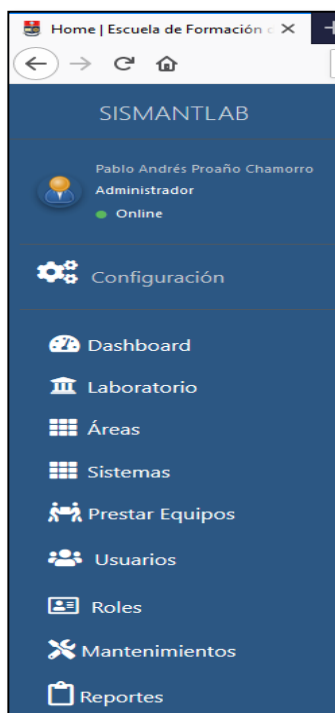 Home | Escuela de Formación d
SISMANTLAB
Pablo Andrés Proaño Chamorro
Administrador
Online
Configuración
Dashboard
Laboratorio
Áreas
Sistemas
Prestar Equipos
Usuarios
Roles
Mantenimientos
Reportes